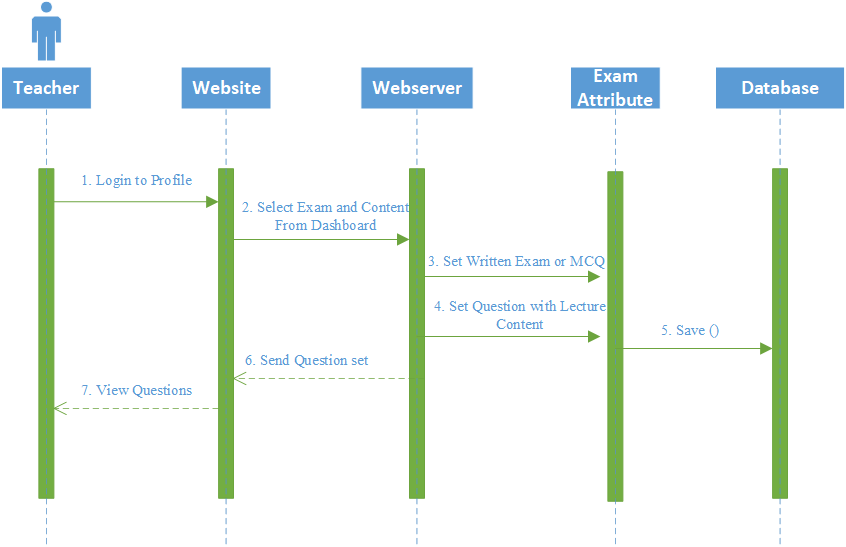 Teacher
Website
Webserver
Exam
Attribute
Database
1. Login to Profile
2. Select Exam and Content
From Dashboard
3. Set Written Exam or MCQ
4. Set Question with Lecture
Content
5. Save ()
6. Send Question set
7. View Questions